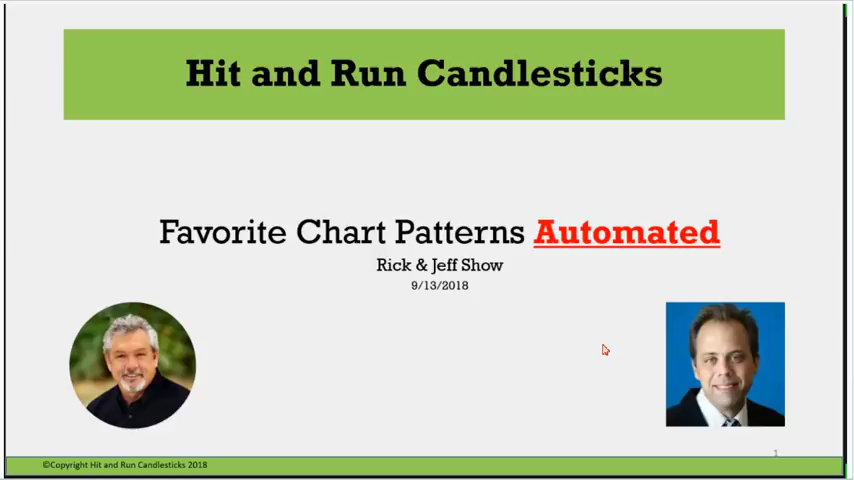 Hit and Run Candlesticks
Favorite Chart Patterns Automated
Rick & Jeff Show
9/13/2018
1
©Copyright Hit and Run Candlesticks 2018